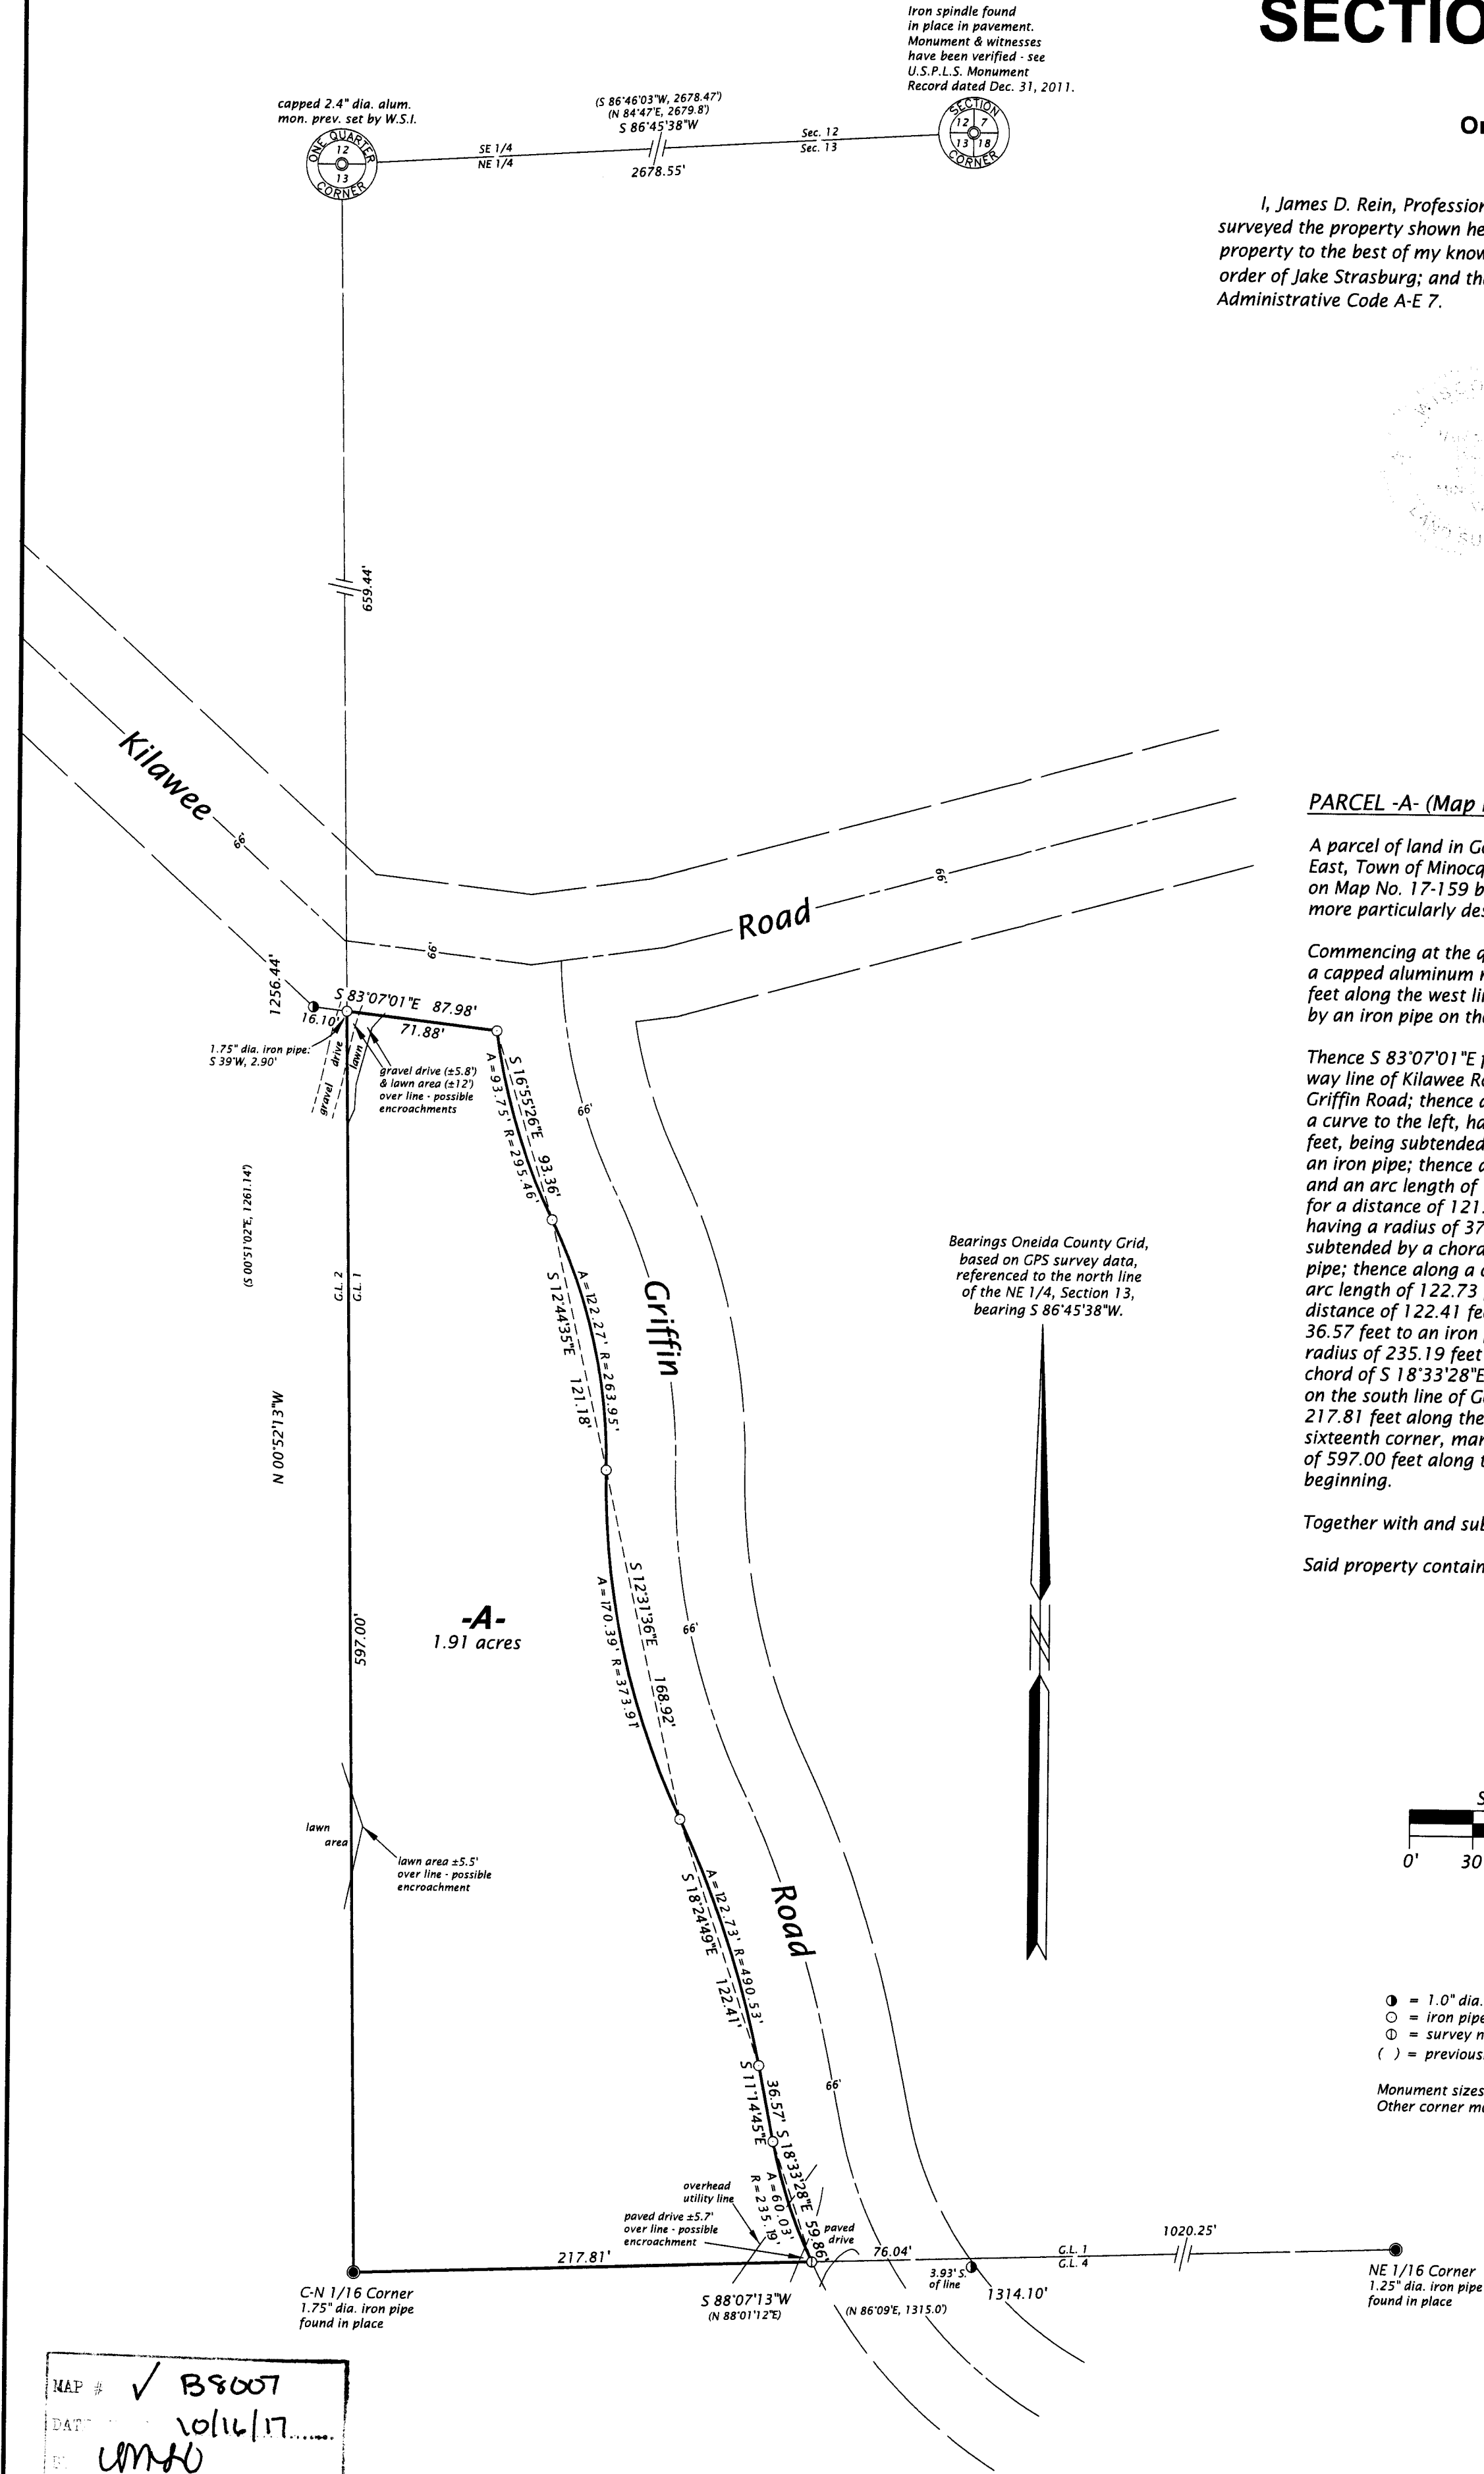 SECTIO
Iron spindle found
in place in pavement.
Monument & witnesses
have been verified - see
U.S.P.L.S. Monument
Record dated Dec. 31, 2011.
capped 2.4" dia. alum.
mon. prev. set by W.S.I.
ONE QUARTER
12
13
CORNER
(S 86°46'03"W, 2678.47')
(N 84°47'E, 2679.8')
S 86°45'38"W
2678.55'
SE 1/4
NE 1/4
Sec. 12
Sec. 13
SECTION
12 7
13 18
CORNER
I, James D. Rein, Profession
surveyed the property shown he
property to the best of my know
order of Jake Strasburg; and th
Administrative Code A-E 7.
659.44'
Kilawee
66'
66'
Road
66'
1256.44'
S 83°07'01"E 87.98'
16.10'
71.88'
1.75" dia. iron pipe:
S 39°W, 2.90'
gravel drive
lawn
gravel drive (±5.8')
& lawn area (±12')
over line - possible
encroachments
S 16°55'26"E 93.36'
A=93.75' R=295.46'
66'
(S 00°51'02"E, 1261.14')
G.L. 2
G.L. 1
N 00°52'13"W
A=122.27' R=263.95'
S 12°44'35"E 121.18'
Griffin
Bearings Oneida County Grid,
based on GPS survey data,
referenced to the north line
of the NE 1/4, Section 13,
bearing S 86°45'38"W.
597.00'
-A-
1.91 acres
S 12°31'36"E 168.92'
A=170.39' R=373.91'
66'
lawn
area
lawn area ±5.5'
over line - possible
encroachment
A=122.73' R=490.53'
S 18°24'49"E 122.41'
Road
36.57'
S 11°14'45"E
66'
S 18°33'28"E 59.86'
A=60.03'
R=235.19'
overhead
utility line
paved drive ±5.7'
over line - possible
encroachment
paved
drive
217.81'
76.04'
G.L. 1
G.L. 4
1020.25'
3.93' S.
of line
1314.10'
S 88°07'13"W
(N 88°01'12"E)
(N 86°09'E, 1315.0')
C-N 1/16 Corner
1.75" dia. iron pipe
found in place
NE 1/16 Corner
1.25" dia. iron pipe
found in place
PARCEL -A- (Map
A parcel of land in G
East, Town of Minocq
on Map No. 17-159 b
more particularly des
Commencing at the q
a capped aluminum
feet along the west li
by an iron pipe on the
Thence S 83°07'01"E f
way line of Kilawee R
Griffin Road; thence a
a curve to the left, ha
feet, being subtended
an iron pipe; thence a
and an arc length of
for a distance of 121.
having a radius of 37
subtended by a chord
pipe; thence along a c
arc length of 122.73
distance of 122.41 fe
36.57 feet to an iron
radius of 235.19 feet
chord of S 18°33'28"E
on the south line of G
217.81 feet along the
sixteenth corner, mar
of 597.00 feet along t
beginning.
Together with and sub
Said property contain
S
0' 30
= 1.0" dia.
= iron pipe
= survey n
( ) = previous
Monument sizes
Other corner m
MAP # ✓ B8007
DAT 10/16/17